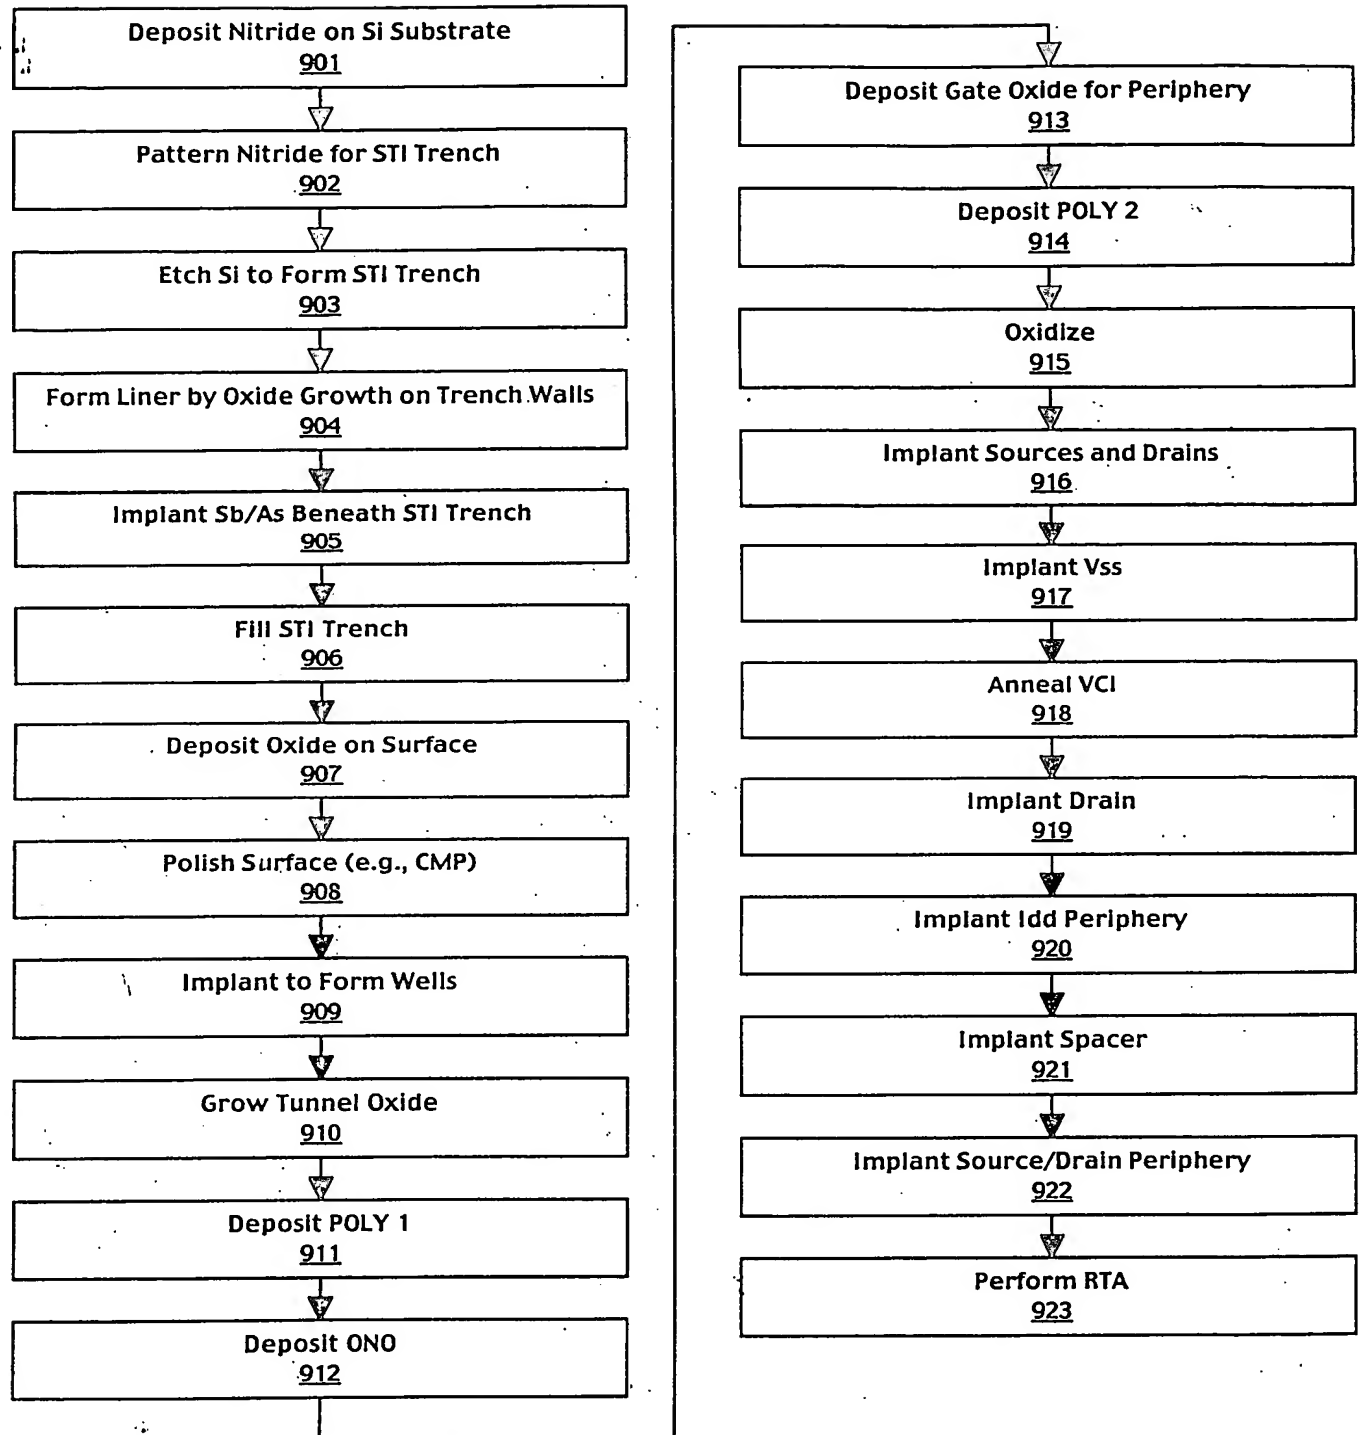 Deposit Nitride on Si Substrate
901
Pattern Nitride for STI Trench
902
Etch Si to Form STI Trench
903
Form Liner by Oxide Growth on Trench Walls
904
Implant Sb/As Beneath STI Trench
905
Fill STI Trench
906
Deposit Oxide on Surface
907
Polish Surface (e.g., CMP)
908
Implant to Form Wells
909
Grow Tunnel Oxide
910
Deposit POLY 1
911
Deposit ONO
912
Deposit Gate Oxide for Periphery
913
Deposit POLY 2
914
Oxidize
915
Implant Sources and Drains
916
Implant Vss
917
Anneal VCI
918
Implant Drain
919
Implant Idd Periphery
920
Implant Spacer
921
Implant Source/Drain Periphery
922
Perform RTA
923